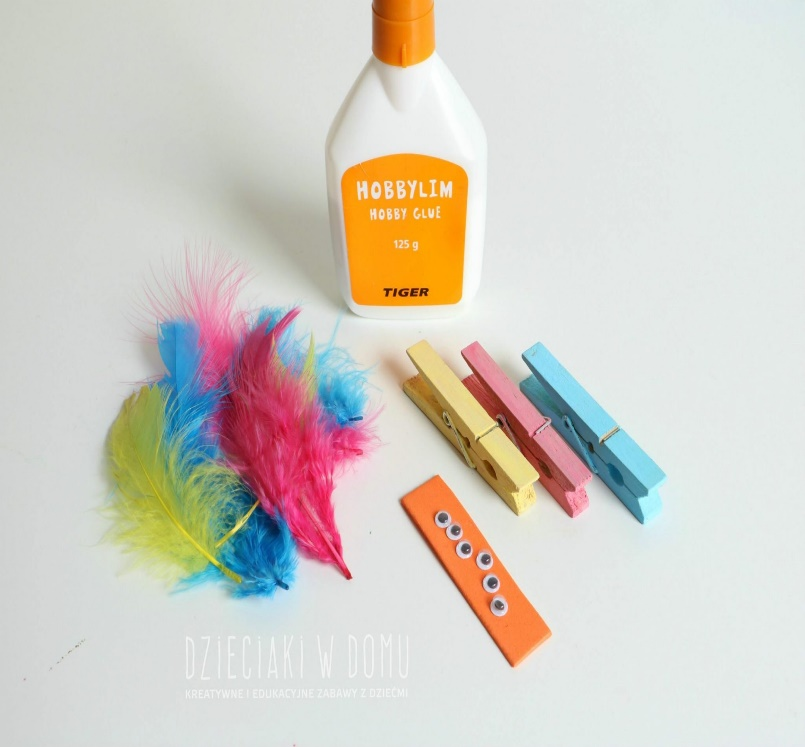 HOBBYLIM
HOBBY GLUE
125 g
TIGER
DZIECIAKI W DOMU
KREATYWNE I EDUKACYJNE ZABAWY Z DZIEĆMI